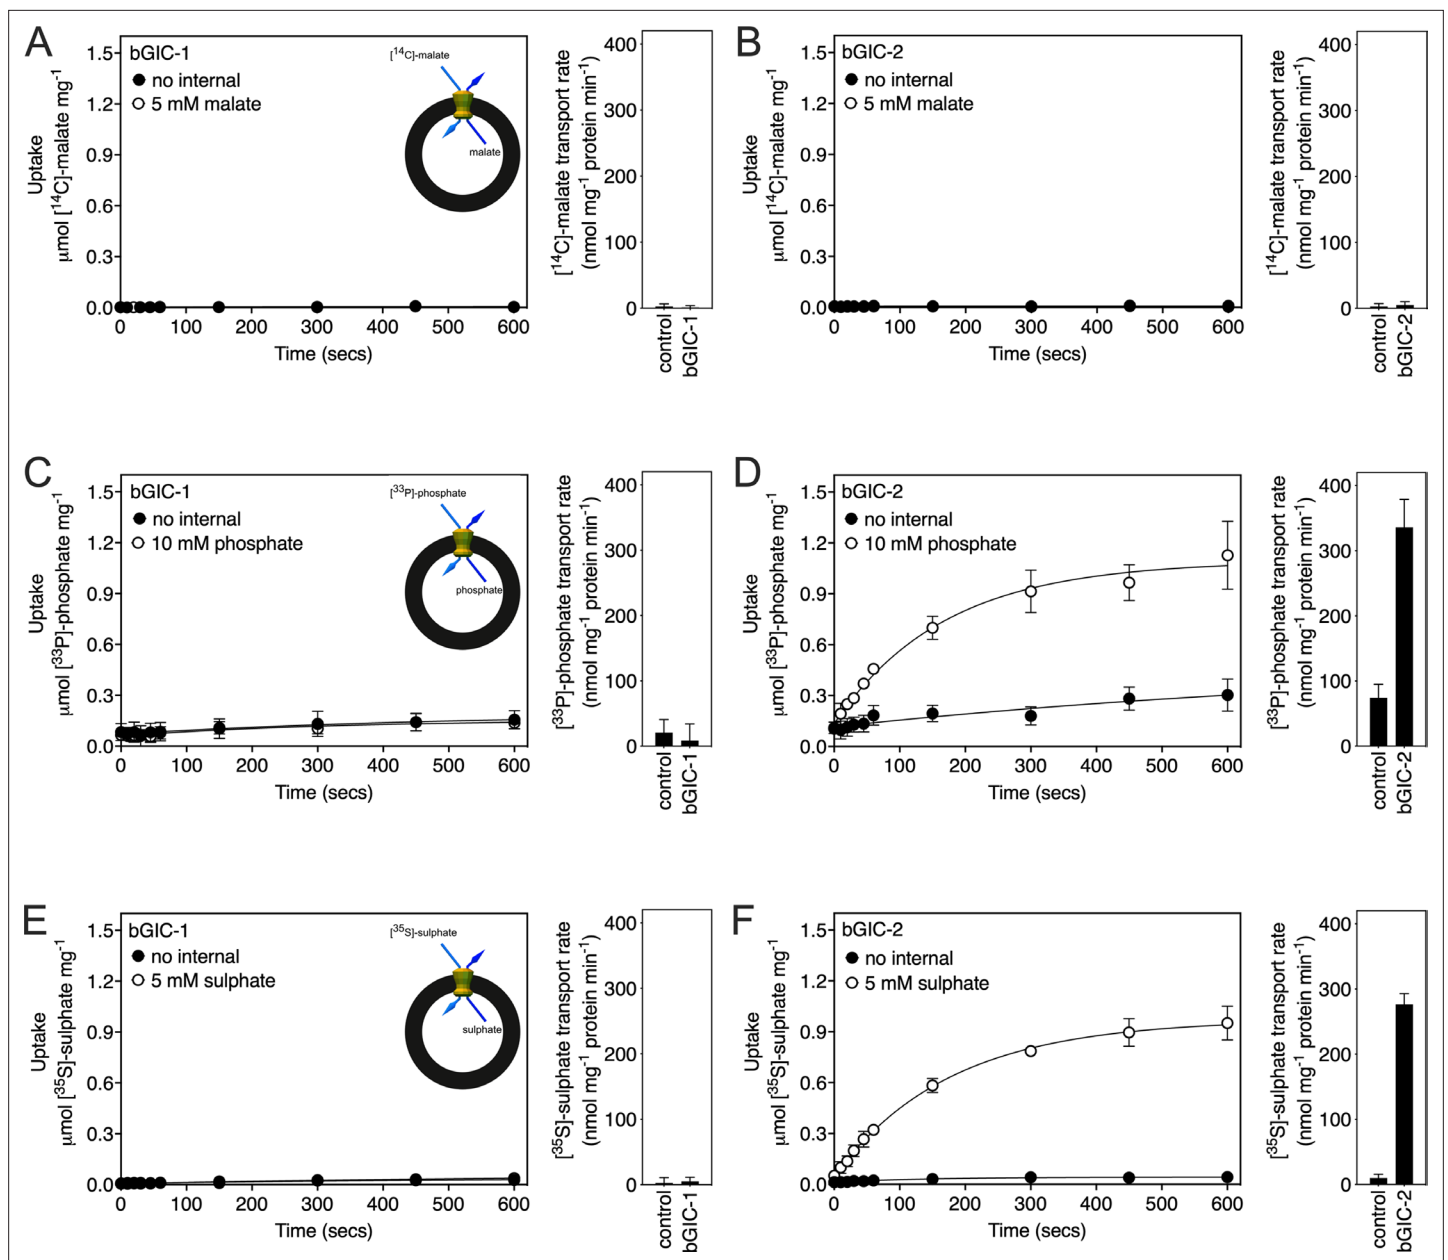 A
bGIC-1
● no internal
○ 5 mM malate
[¹⁴C]-malate
malate
Uptake
μmol [¹⁴C]-malate mg⁻¹
1.5
1.2
0.9
0.6
0.3
0.0
0 100 200 300 400 500 600
Time (secs)
[¹⁴C]-malate transport rate
(nmol mg⁻¹ protein min⁻¹)
400
300
200
100
0
control
bGIC-1
B
bGIC-2
● no internal
○ 5 mM malate
Uptake
μmol [¹⁴C]-malate mg⁻¹
1.5
1.2
0.9
0.6
0.3
0.0
0 100 200 300 400 500 600
Time (secs)
[¹⁴C]-malate transport rate
(nmol mg⁻¹ protein min⁻¹)
400
300
200
100
0
control
bGIC-2
C
bGIC-1
● no internal
○ 10 mM phosphate
[³³P]-phosphate
phosphate
Uptake
μmol [³³P]-phosphate mg⁻¹
1.5
1.2
0.9
0.6
0.3
0.0
0 100 200 300 400 500 600
Time (secs)
[³³P]-phosphate transport rate
(nmol mg⁻¹ protein min⁻¹)
400
300
200
100
0
control
bGIC-1
D
bGIC-2
● no internal
○ 10 mM phosphate
Uptake
μmol [³³P]-phosphate mg⁻¹
1.5
1.2
0.9
0.6
0.3
0.0
0 100 200 300 400 500 600
Time (secs)
[³³P]-phosphate transport rate
(nmol mg⁻¹ protein min⁻¹)
400
300
200
100
0
control
bGIC-2
E
bGIC-1
● no internal
○ 5 mM sulphate
[³⁵S]-sulphate
sulphate
Uptake
μmol [³⁵S]-sulphate mg⁻¹
1.5
1.2
0.9
0.6
0.3
0.0
0 100 200 300 400 500 600
Time (secs)
[³⁵S]-sulphate transport rate
(nmol mg⁻¹ protein min⁻¹)
400
300
200
100
0
control
bGIC-1
F
bGIC-2
● no internal
○ 5 mM sulphate
Uptake
μmol [³⁵S]-sulphate mg⁻¹
1.5
1.2
0.9
0.6
0.3
0.0
0 100 200 300 400 500 600
Time (secs)
[³⁵S]-sulphate transport rate
(nmol mg⁻¹ protein min⁻¹)
400
300
200
100
0
control
bGIC-2